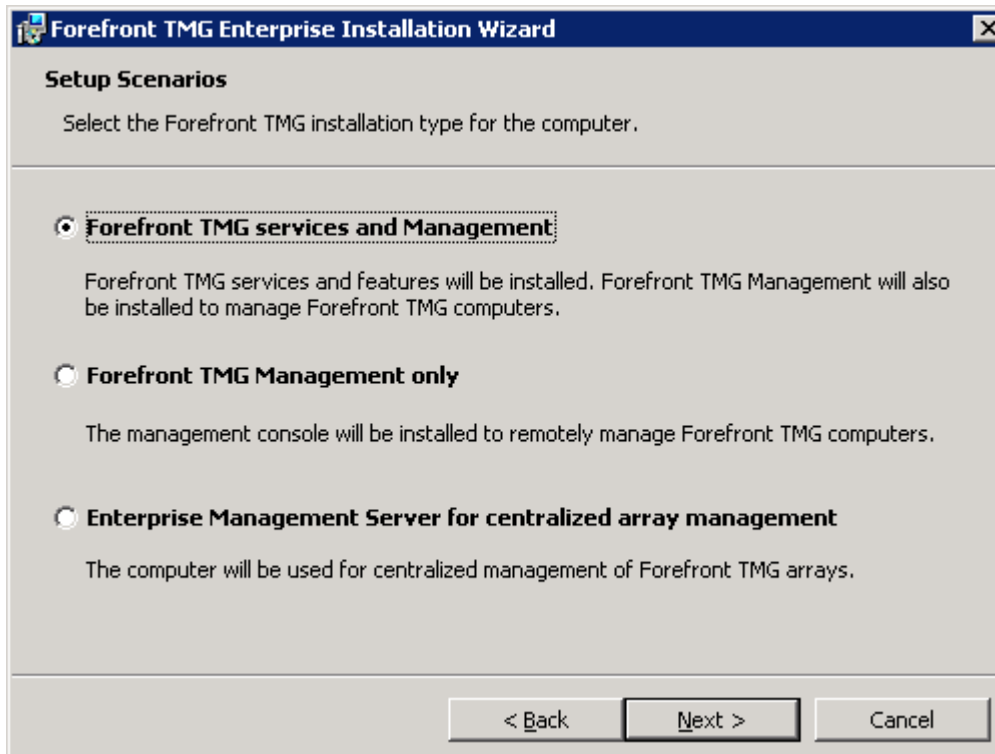 Forefront TMG Enterprise Installation Wizard
Setup Scenarios
Select the Forefront TMG installation type for the computer.
Forefront TMG services and Management
Forefront TMG services and features will be installed. Forefront TMG Management will also
be installed to manage Forefront TMG computers.
Forefront TMG Management only
The management console will be installed to remotely manage Forefront TMG computers.
Enterprise Management Server for centralized array management
The computer will be used for centralized management of Forefront TMG arrays.
< Back Next > Cancel